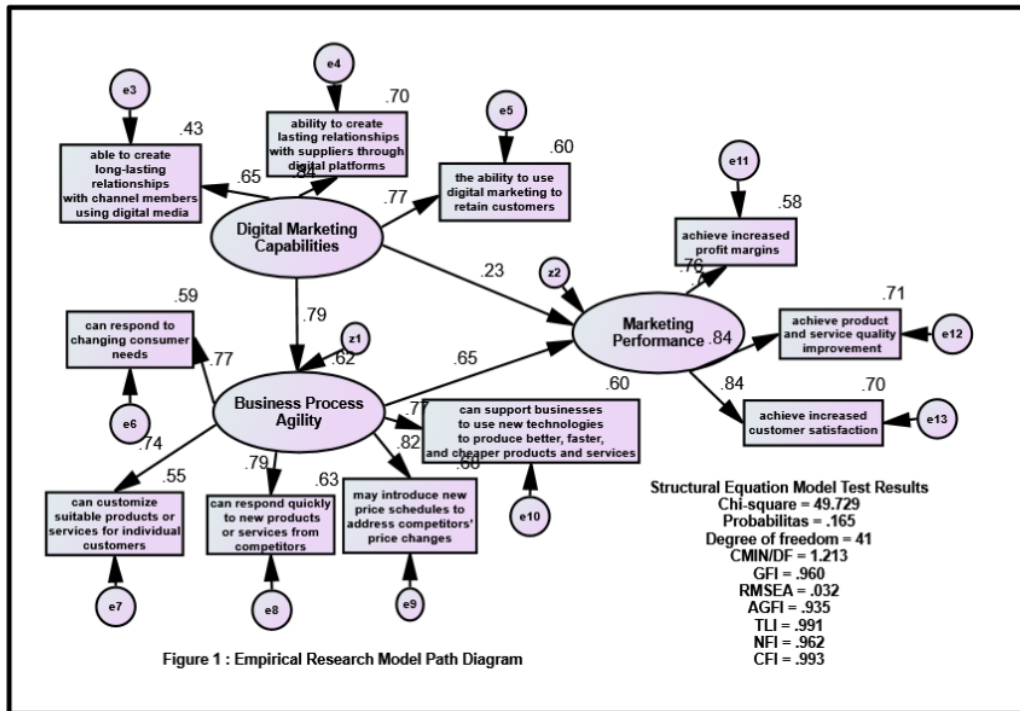 e3
e4
e5
.43
.70
.60
able to create
long-lasting
relationships
with channel members
using digital media
ability to create
lasting relationships
with suppliers through
digital platforms
the ability to use
digital marketing to
retain customers
.65
.84
.77
Digital Marketing
Capabilities
e11
.58
achieve increased
profit margins
.23
z2
.76
.79
z1
.62
.59
can respond to
changing consumer
needs
.77
e6
Marketing
Performance
.84
.71
achieve product
and service quality
improvement
e12
.65
Business Process
Agility
.84
.70
achieve increased
customer satisfaction
e13
.60
.77
can support businesses
to use new technologies
to produce better, faster,
and cheaper products and services
e10
.74
.55
can customize
suitable products or
services for individual
customers
e7
.79
.63
can respond quickly
to new products
or services from
competitors
e8
.82
.68
may introduce new
price schedules to
address competitors'
price changes
e9
Structural Equation Model Test Results
Chi-square = 49.729
Probabilitas = .165
Degree of freedom = 41
CMIN/DF = 1.213
GFI = .960
RMSEA = .032
AGFI = .935
TLI = .991
NFI = .962
CFI = .993
Figure 1 : Empirical Research Model Path Diagram